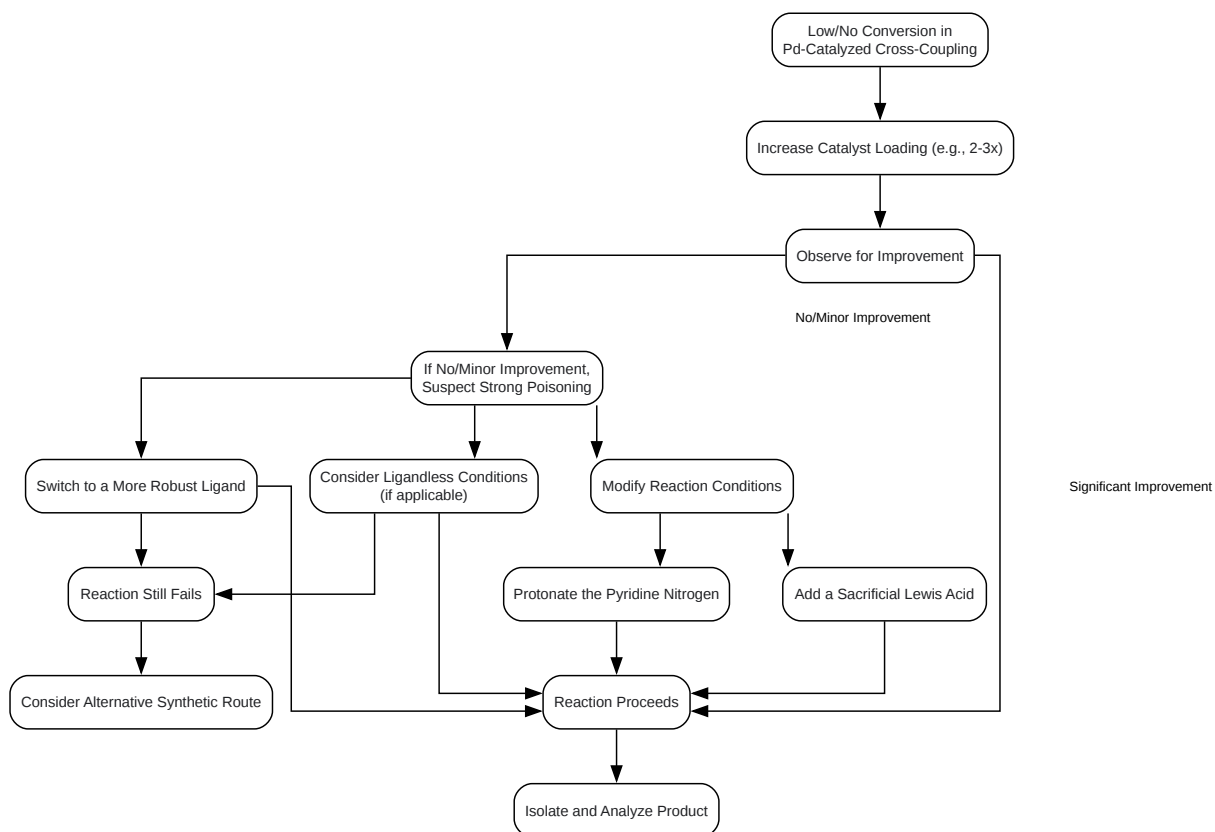 Low/No Conversion in
Pd-Catalyzed Cross-Coupling
Increase Catalyst Loading (e.g., 2-3x)
Observe for Improvement
No/Minor Improvement
If No/Minor Improvement,
Suspect Strong Poisoning
Switch to a More Robust Ligand
Consider Ligandless Conditions
(if applicable)
Modify Reaction Conditions
Significant Improvement
Reaction Still Fails
Protonate the Pyridine Nitrogen
Add a Sacrificial Lewis Acid
Consider Alternative Synthetic Route
Reaction Proceeds
Isolate and Analyze Product